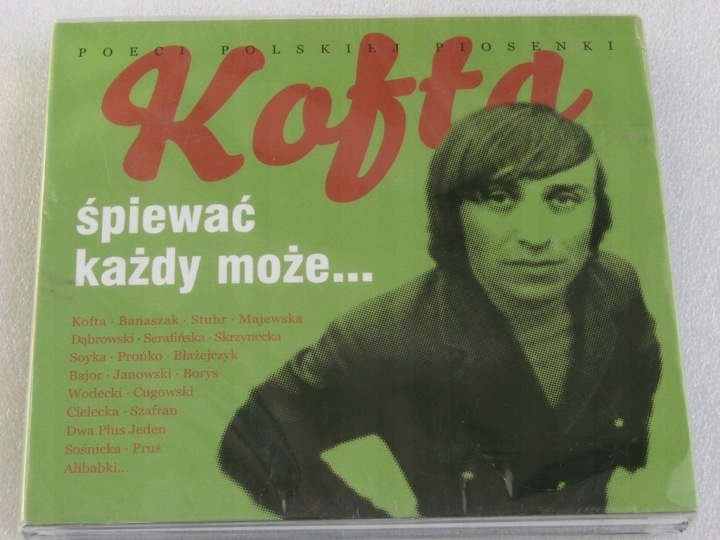 POECI POLSKIEJ PIOSENKI
Kofta
śpiewać
każdy może...
Kofta · Banaszak · Stuhr · Majewska
Dąbrowski · Serafińska · Skrzynecka
Soyka · Prońko · Błażejczyk
Bajor · Janowski · Borys
Wodecki · Cugowski
Cielecka · Szafran
Dwa Plus Jeden
Sośnicka · Prus
Alibabki...